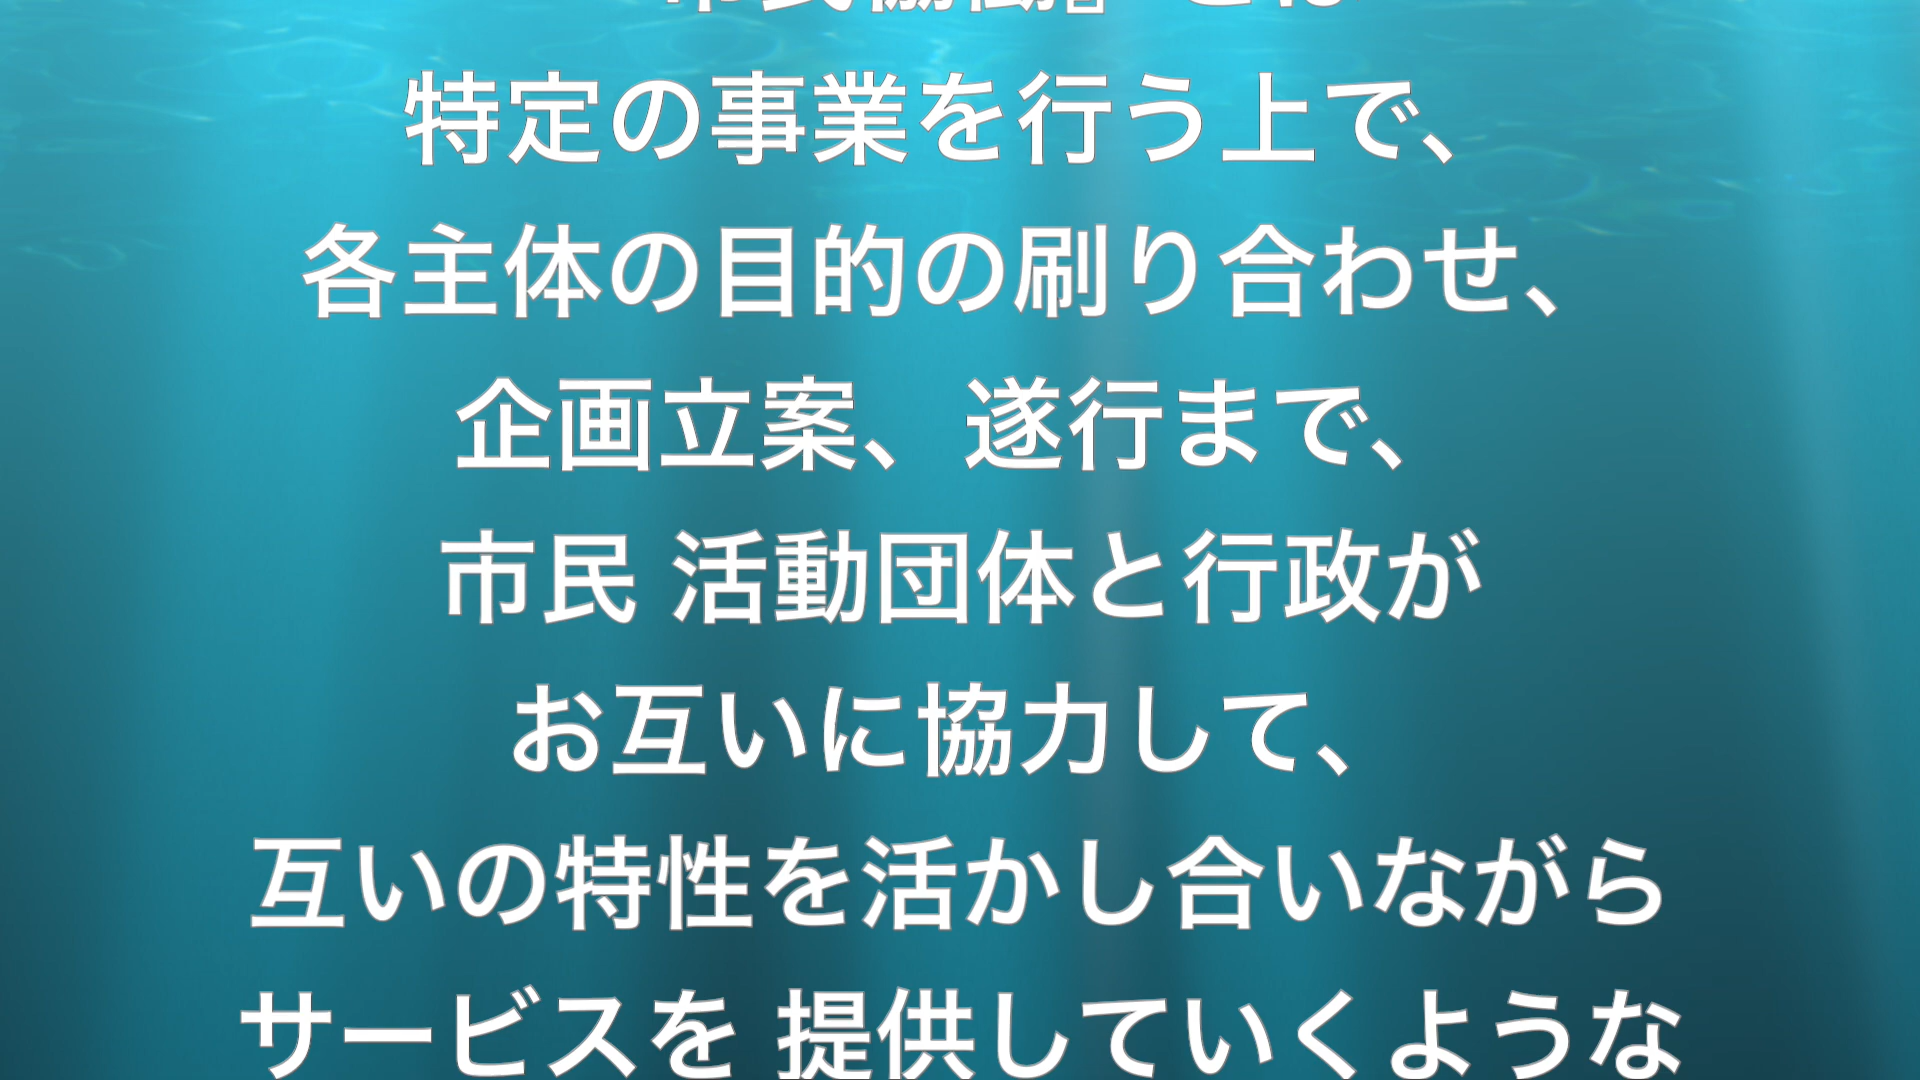 市民協働』とは
特定の事業を行う上で、
各主体の目的の刷り合わせ、
企画立案、遂行まで、
市民 活動団体と行政が
お互いに協力して、
互いの特性を活かし合いながら
サービスを 提供していくような